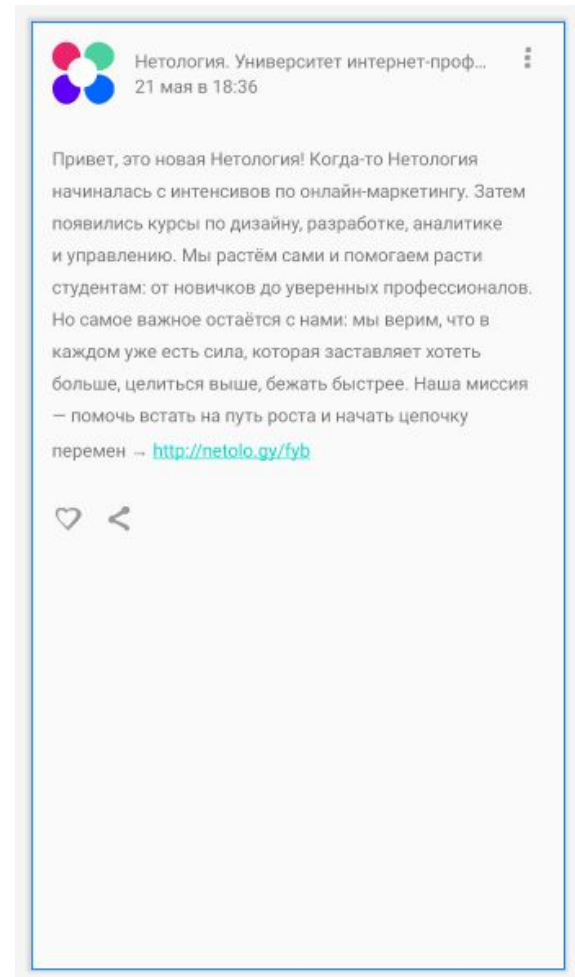 Нетология. Университет интернет-проф...
21 мая в 18:36
Привет, это новая Нетология! Когда-то Нетология
начиналась с интенсивов по онлайн-маркетингу. Затем
появились курсы по дизайну, разработке, аналитике
и управлению. Мы растём сами и помогаем расти
студентам: от новичков до уверенных профессионалов.
Но самое важное остаётся с нами: мы верим, что в
каждом уже есть сила, которая заставляет хотеть
больше, целиться выше, бежать быстрее. Наша миссия
— помочь встать на путь роста и начать цепочку
перемен → http://netolo.gy/fyb